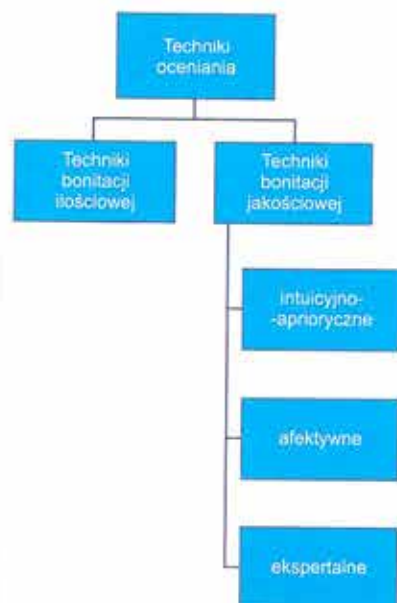 Techniki
oceniania
Techniki
bonitacji
ilościowej
Techniki
bonitacji
jakościowej
intuicyjno-
-aprioryczne
afektywne
ekspertalne